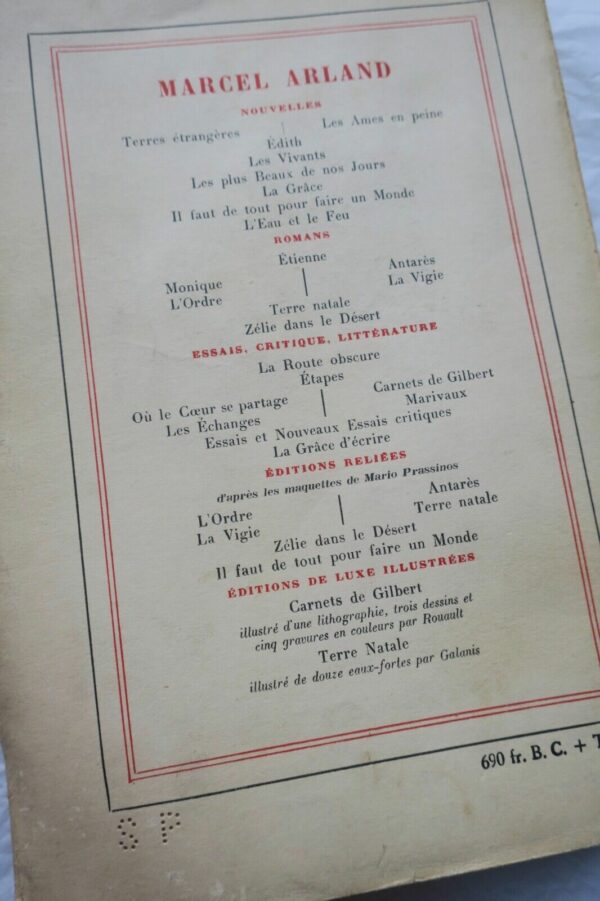 MARCEL ARLAND
NOUVELLES
Terres étrangères Les Ames en peine
Édith
Les Vivants
Les plus Beaux de nos Jours
La Grâce
Il faut de tout pour faire un Monde
L'Eau et le Feu
ROMANS
Étienne
Monique Antarès
L'Ordre La Vigie
Terre natale
Zélie dans le Désert
ESSAIS, CRITIQUE, LITTÉRATURE
La Route obscure
Étapes
Où le Cœur se partage Carnets de Gilbert
Les Échanges Marivaux
Essais et Nouveaux Essais critiques
La Grâce d'écrire
ÉDITIONS RELIÉES
d'après les maquettes de Mario Prassinos
L'Ordre Antarès
La Vigie Terre natale
Zélie dans le Désert
Il faut de tout pour faire un Monde
ÉDITIONS DE LUXE ILLUSTRÉES
Carnets de Gilbert
illustré d'une lithographie, trois dessins et
cinq gravures en couleurs par Rouault
Terre Natale
illustré de douze eaux-fortes par Galanis
690 fr. B. C. + T
S P